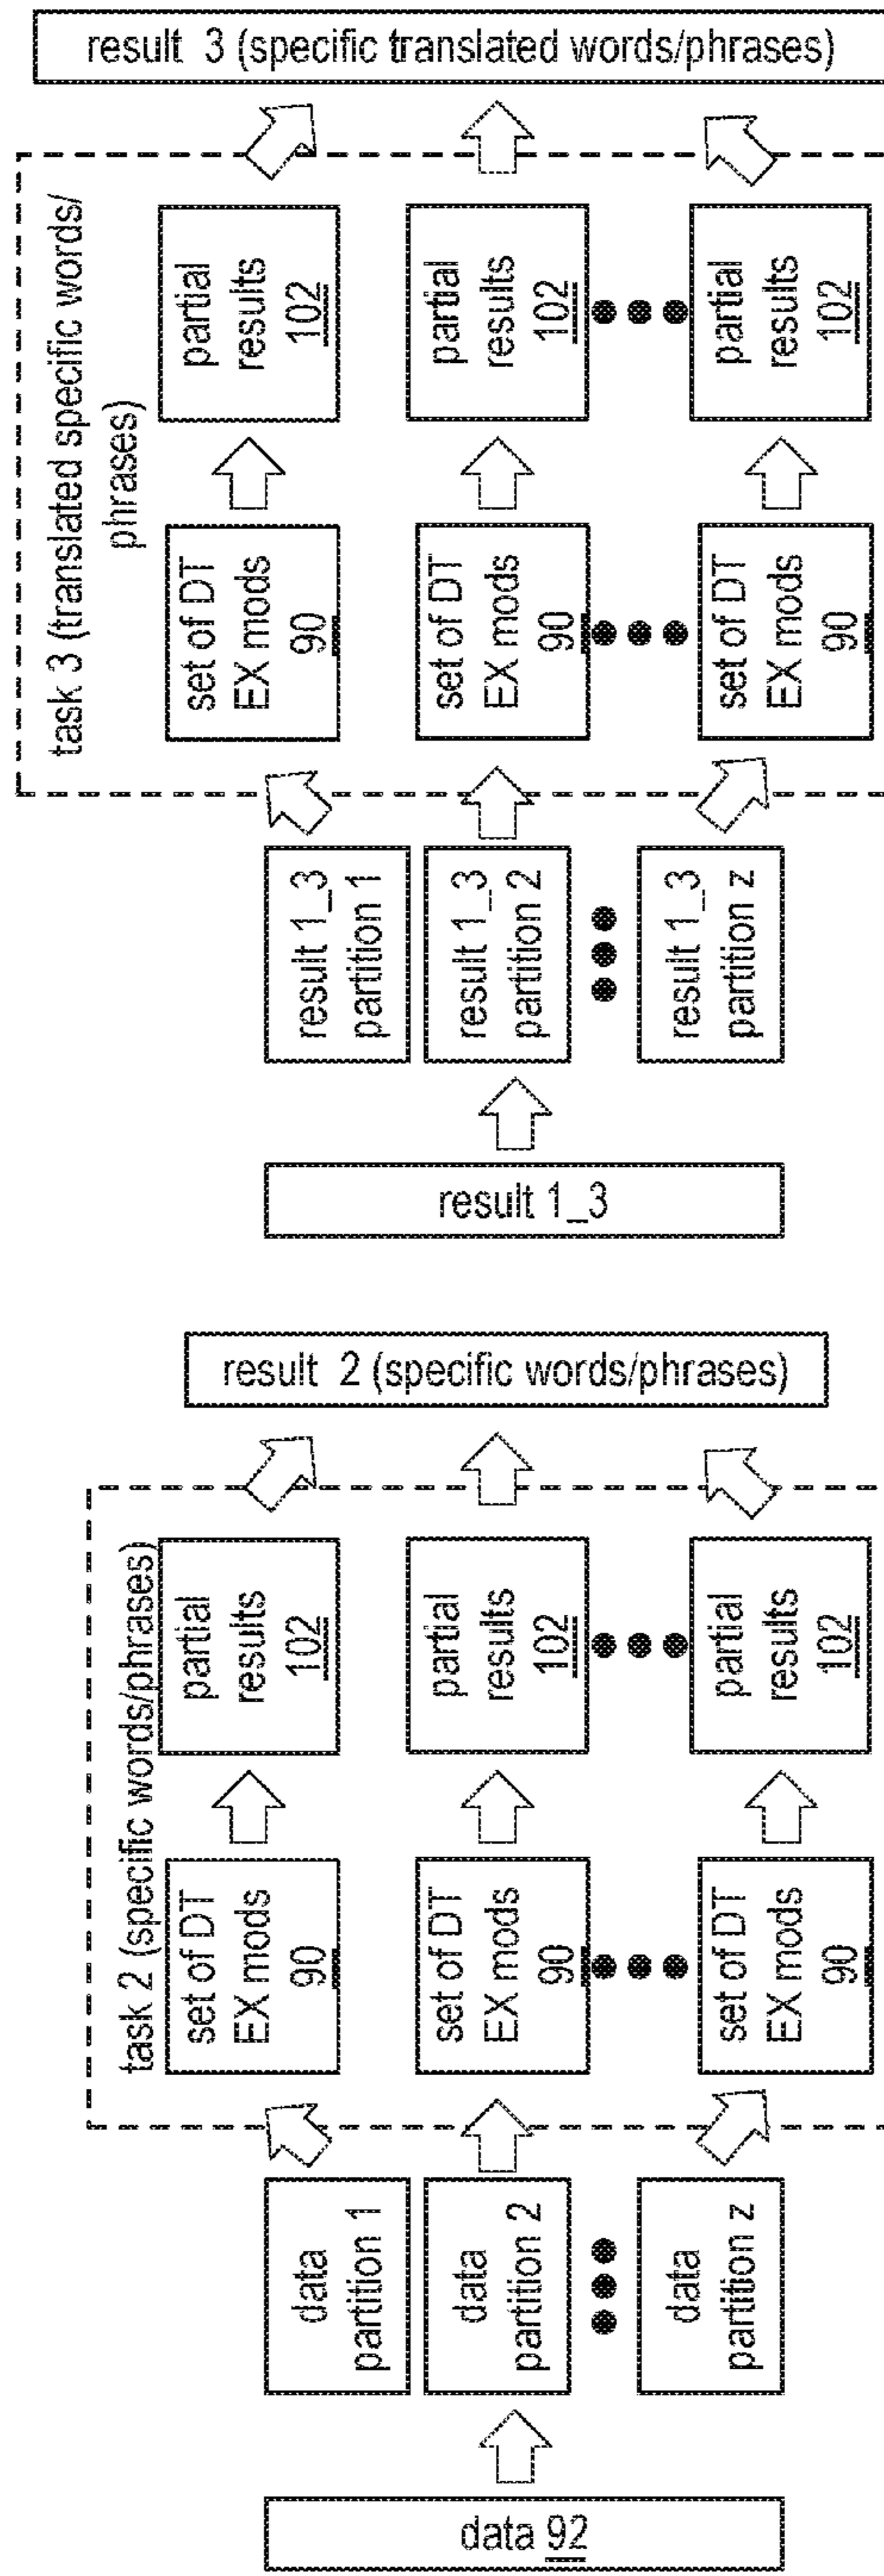 task 2 (specific words/phrases)
data 92
data
partition 1
data
partition 2
data
partition z
set of DT
EX mods
90
set of DT
EX mods
90
set of DT
EX mods
90
partial
results
102
partial
results
102
partial
results
102
result 2 (specific words/phrases)
task 3 (translated specific words/
phrases)
result 1_3
result 1_3
partition 1
result 1_3
partition 2
result 1_3
partition z
set of DT
EX mods
90
set of DT
EX mods
90
set of DT
EX mods
90
partial
results
102
partial
results
102
partial
results
102
result 3 (specific translated words/phrases)